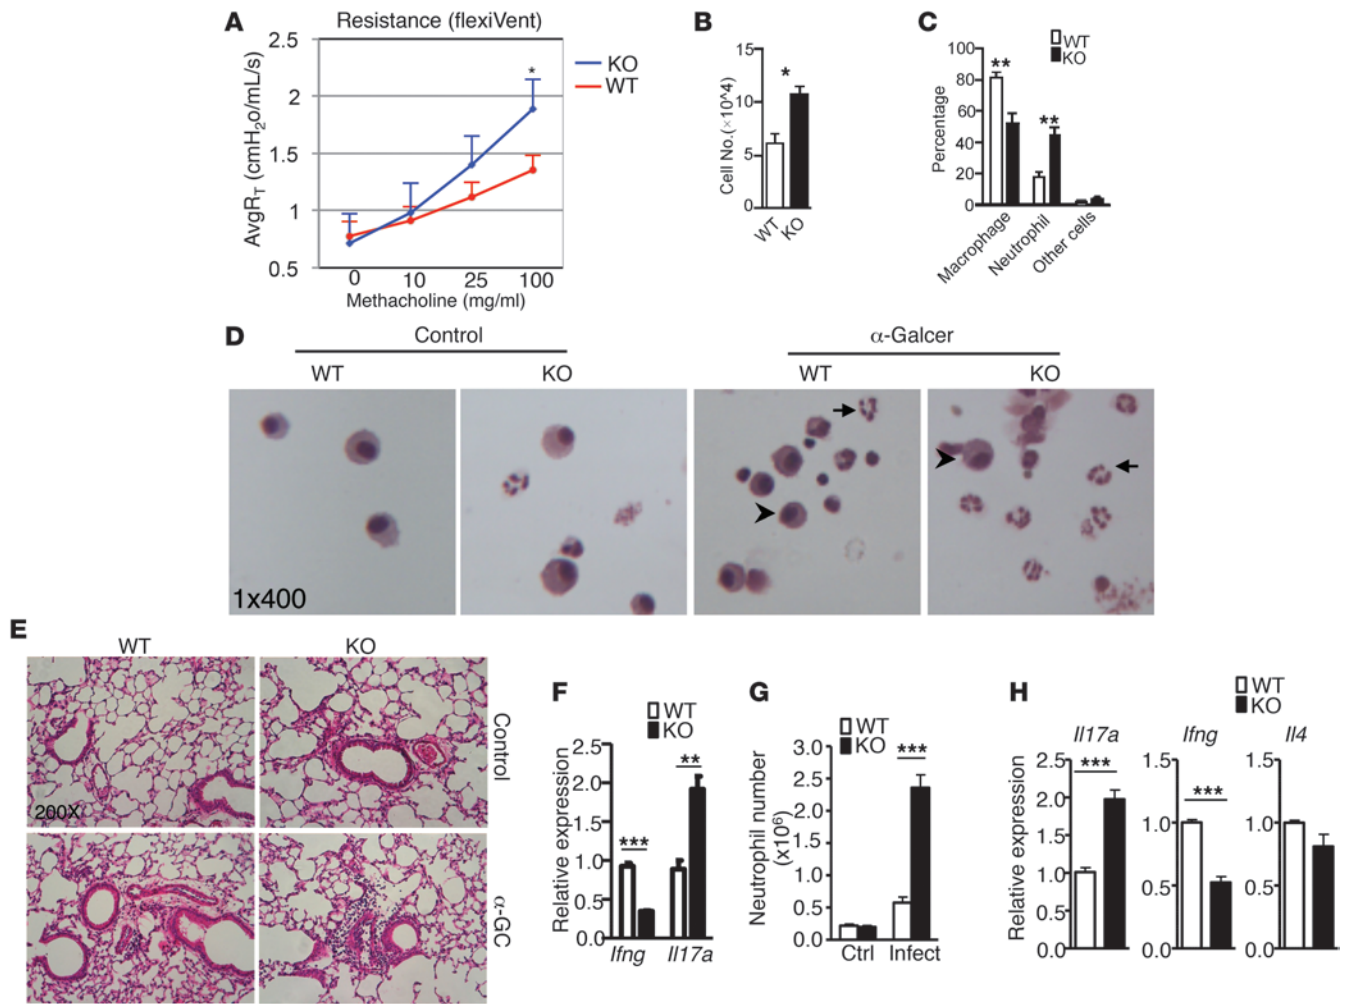 A
Resistance (flexiVent)
2.5
2
1.5
1
0.5
AvgR_T (cmH₂o/mL/s)
*
KO
WT
0 10 25 100
Methacholine (mg/ml)
B
15
10
5
0
Cell No.(×10^4)
*
WT KO
C
WT
KO
100
80
60
40
20
0
Percentage
**
**
Macrophage Neutrophil Other cells
D
Control
α-Galcer
WT KO WT KO
1x400
E
WT KO
Control
200X
α-GC
F
WT
KO
2.5
2.0
1.5
1.0
0.5
0.0
Relative expression
***
**
Ifng Il17a
G
WT
KO
3.0
2.5
2.0
1.5
1.0
0.5
0.0
Neutrophil number
(x10⁶)
***
Ctrl Infect
H
WT
KO
Il17a Ifng Il4
Relative expression
2.5
2.0
1.5
1.0
0.5
0.0
***
1.5
1.0
0.5
0.0
***
1.5
1.0
0.5
0.0